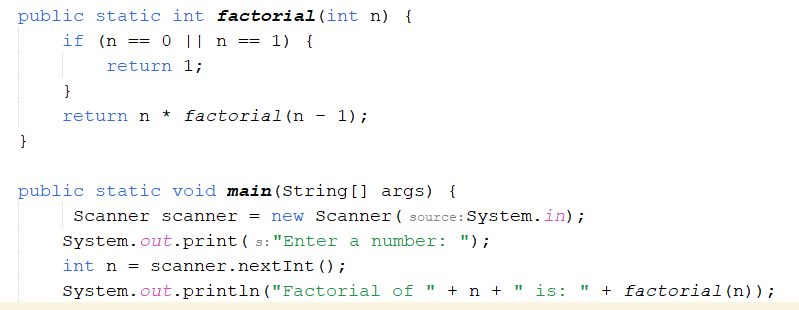 public static int factorial(int n) {
if (n == 0 || n == 1) {
return 1;
}
return n * factorial(n - 1);
}
public static void main(String[] args) {
Scanner scanner = new Scanner( source:System.in);
System.out.print( s:"Enter a number: ");
int n = scanner.nextInt();
System.out.println("Factorial of " + n + " is: " + factorial(n));